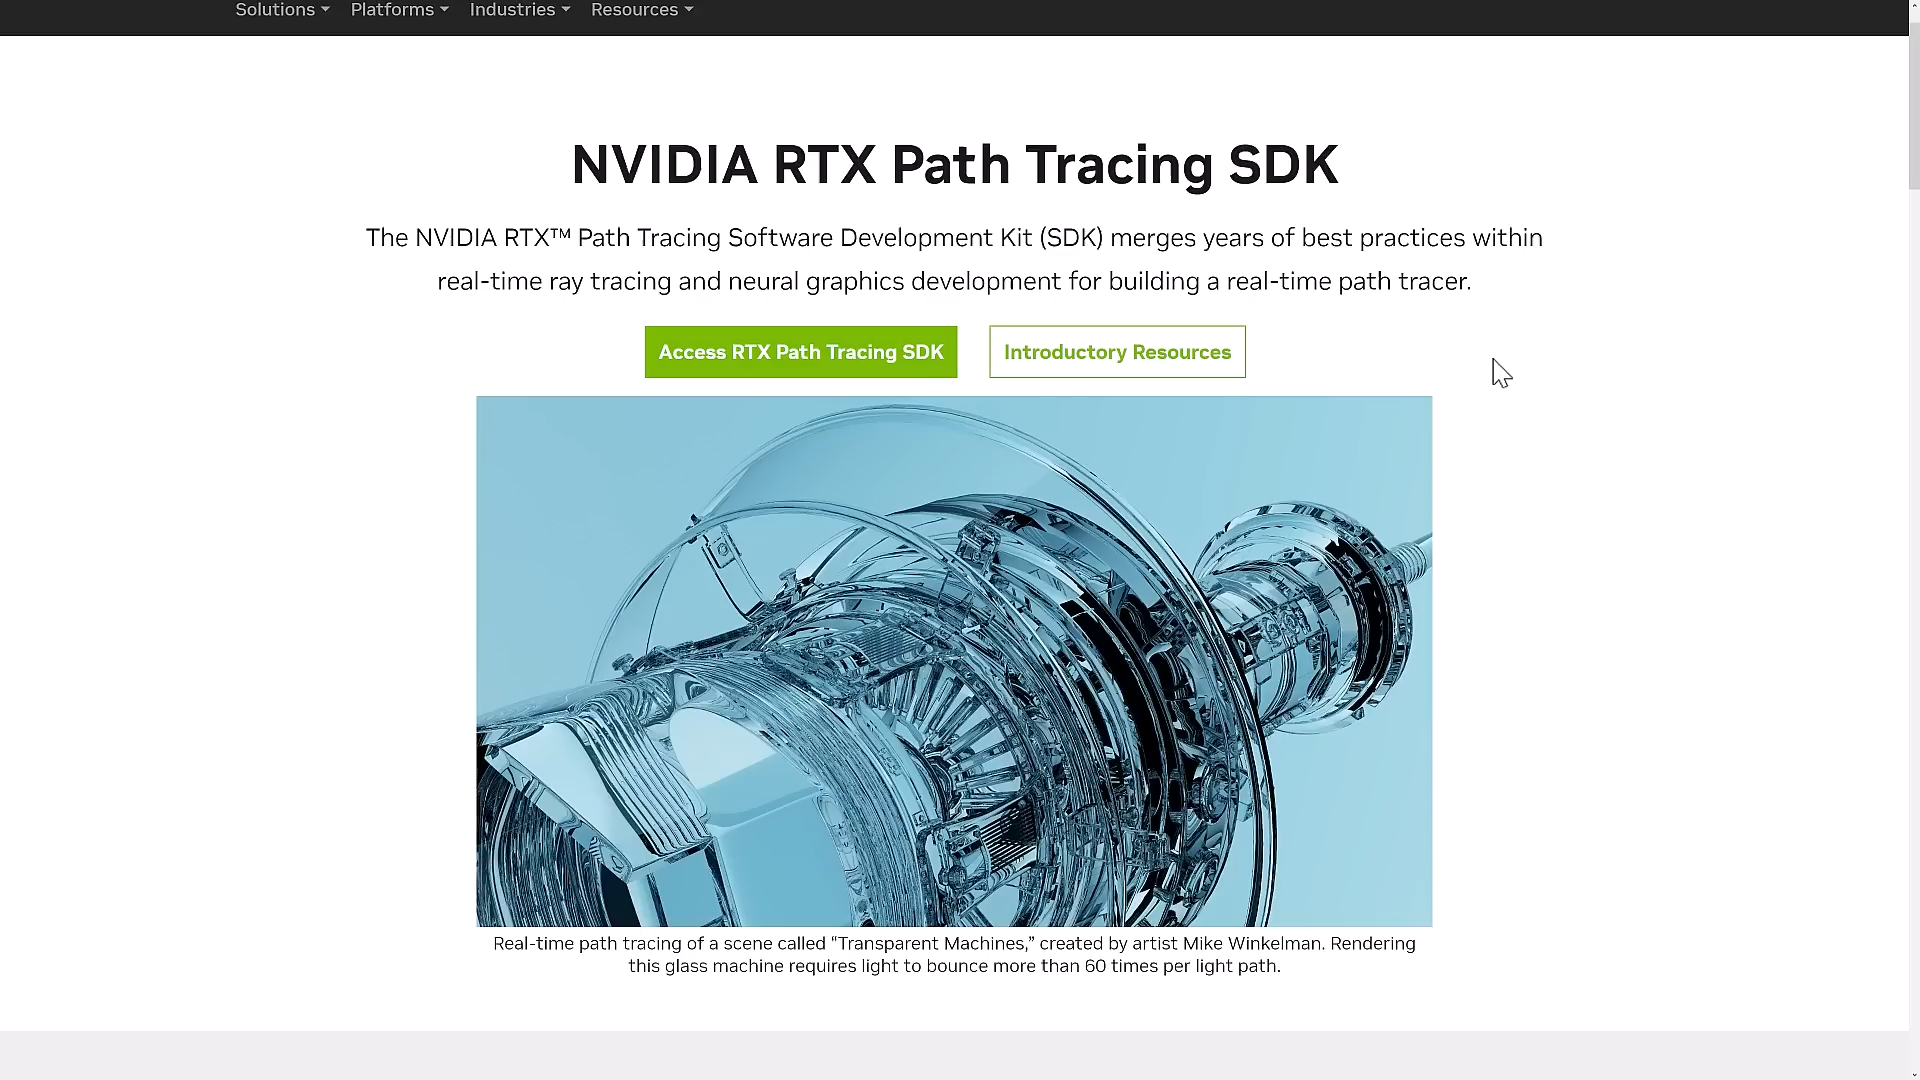 Solutions
Platforms
Industries
Resources
NVIDIA RTX Path Tracing SDK
The NVIDIA RTX™ Path Tracing Software Development Kit (SDK) merges years of best practices within
real-time ray tracing and neural graphics development for building a real-time path tracer.
Access RTX Path Tracing SDK
Introductory Resources
Real-time path tracing of a scene called “Transparent Machines,” created by artist Mike Winkelman. Rendering
this glass machine requires light to bounce more than 60 times per light path.